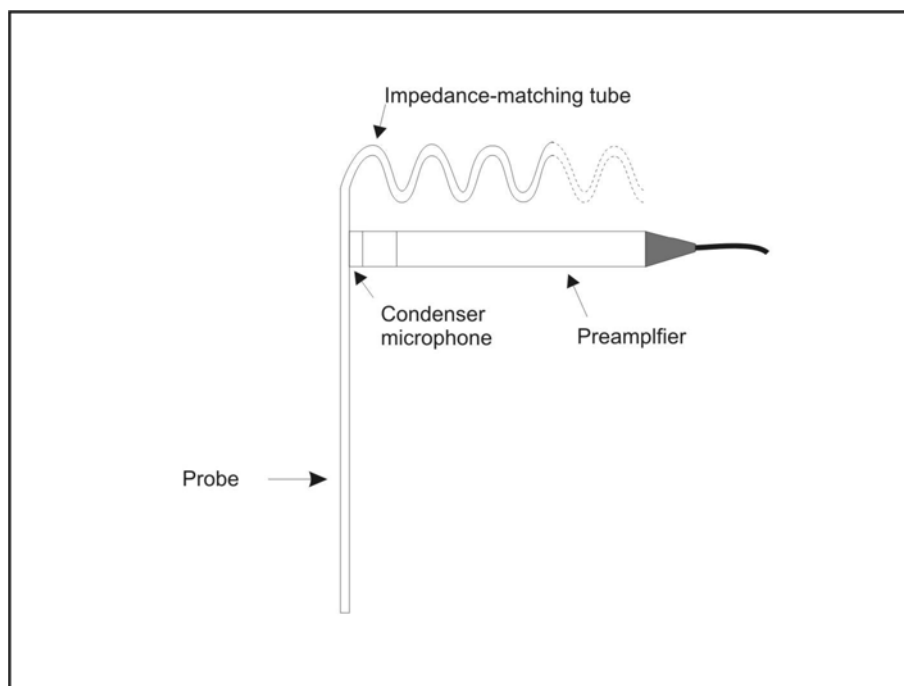 Impedance-matching tube
Condenser
microphone
Preamplfier
Probe